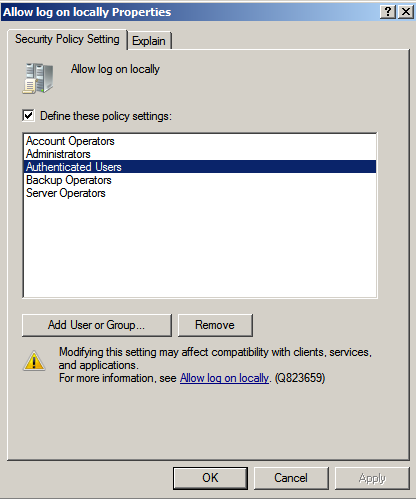 Allow log on locally Properties
Security Policy Setting
Explain
Allow log on locally
Define these policy settings:
Account Operators
Administrators
Authenticated Users
Backup Operators
Server Operators
Add User or Group...
Remove
Modifying this setting may affect compatibility with clients, services,
and applications.
For more information, see Allow log on locally. (Q823659)
OK
Cancel
Apply